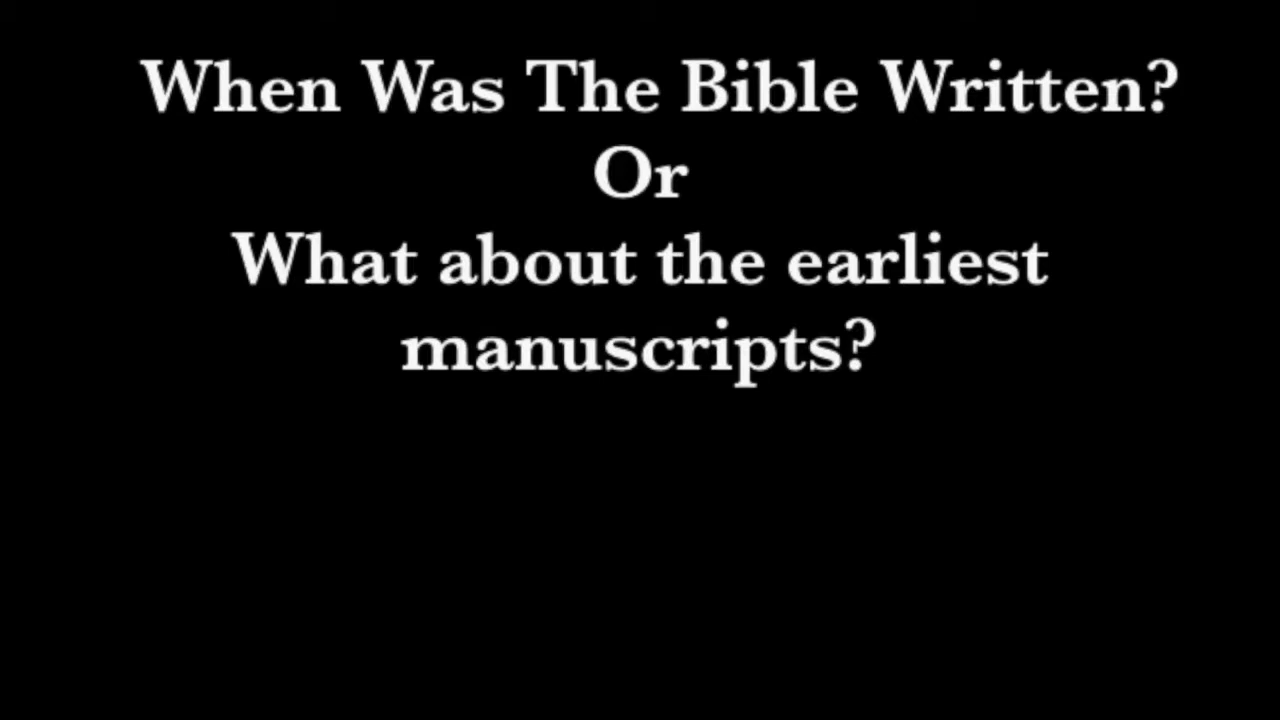 When Was The Bible Written?
Or
What about the earliest
manuscripts?